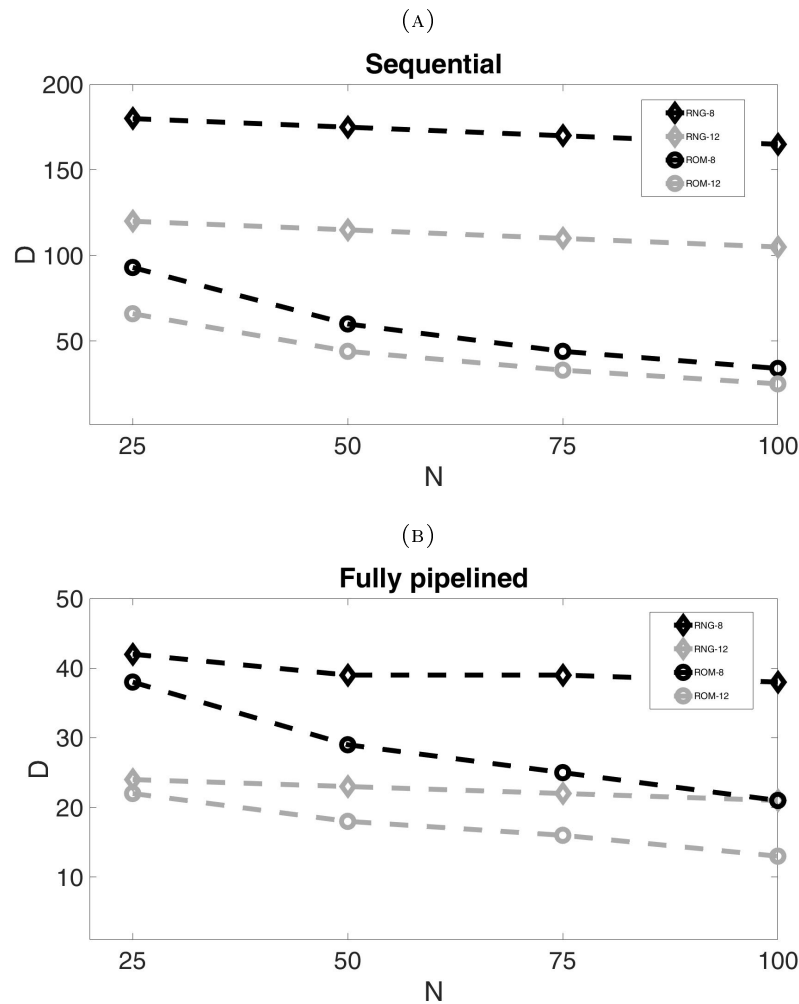 (A)
Sequential
200
150
100
50
D
RNG-8
RNG-12
ROM-8
ROM-12
25 50 75 100
N
(B)
Fully pipelined
50
40
30
20
10
D
RNG-8
RNG-12
ROM-8
ROM-12
25 50 75 100
N